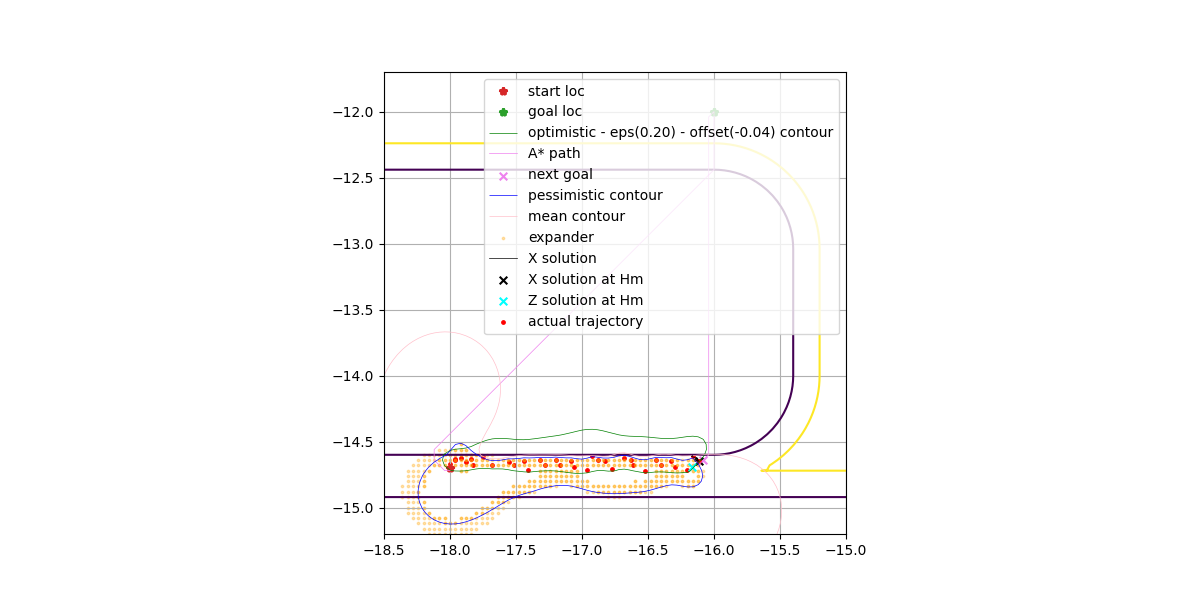 start loc
goal loc
optimistic - eps(0.20) - offset(-0.04) contour
A* path
next goal
pessimistic contour
mean contour
expander
X solution
X solution at Hm
Z solution at Hm
actual trajectory
−12.0
−12.5
−13.0
−13.5
−14.0
−14.5
−15.0
−18.5 −18.0 −17.5 −17.0 −16.5 −16.0 −15.5 −15.0